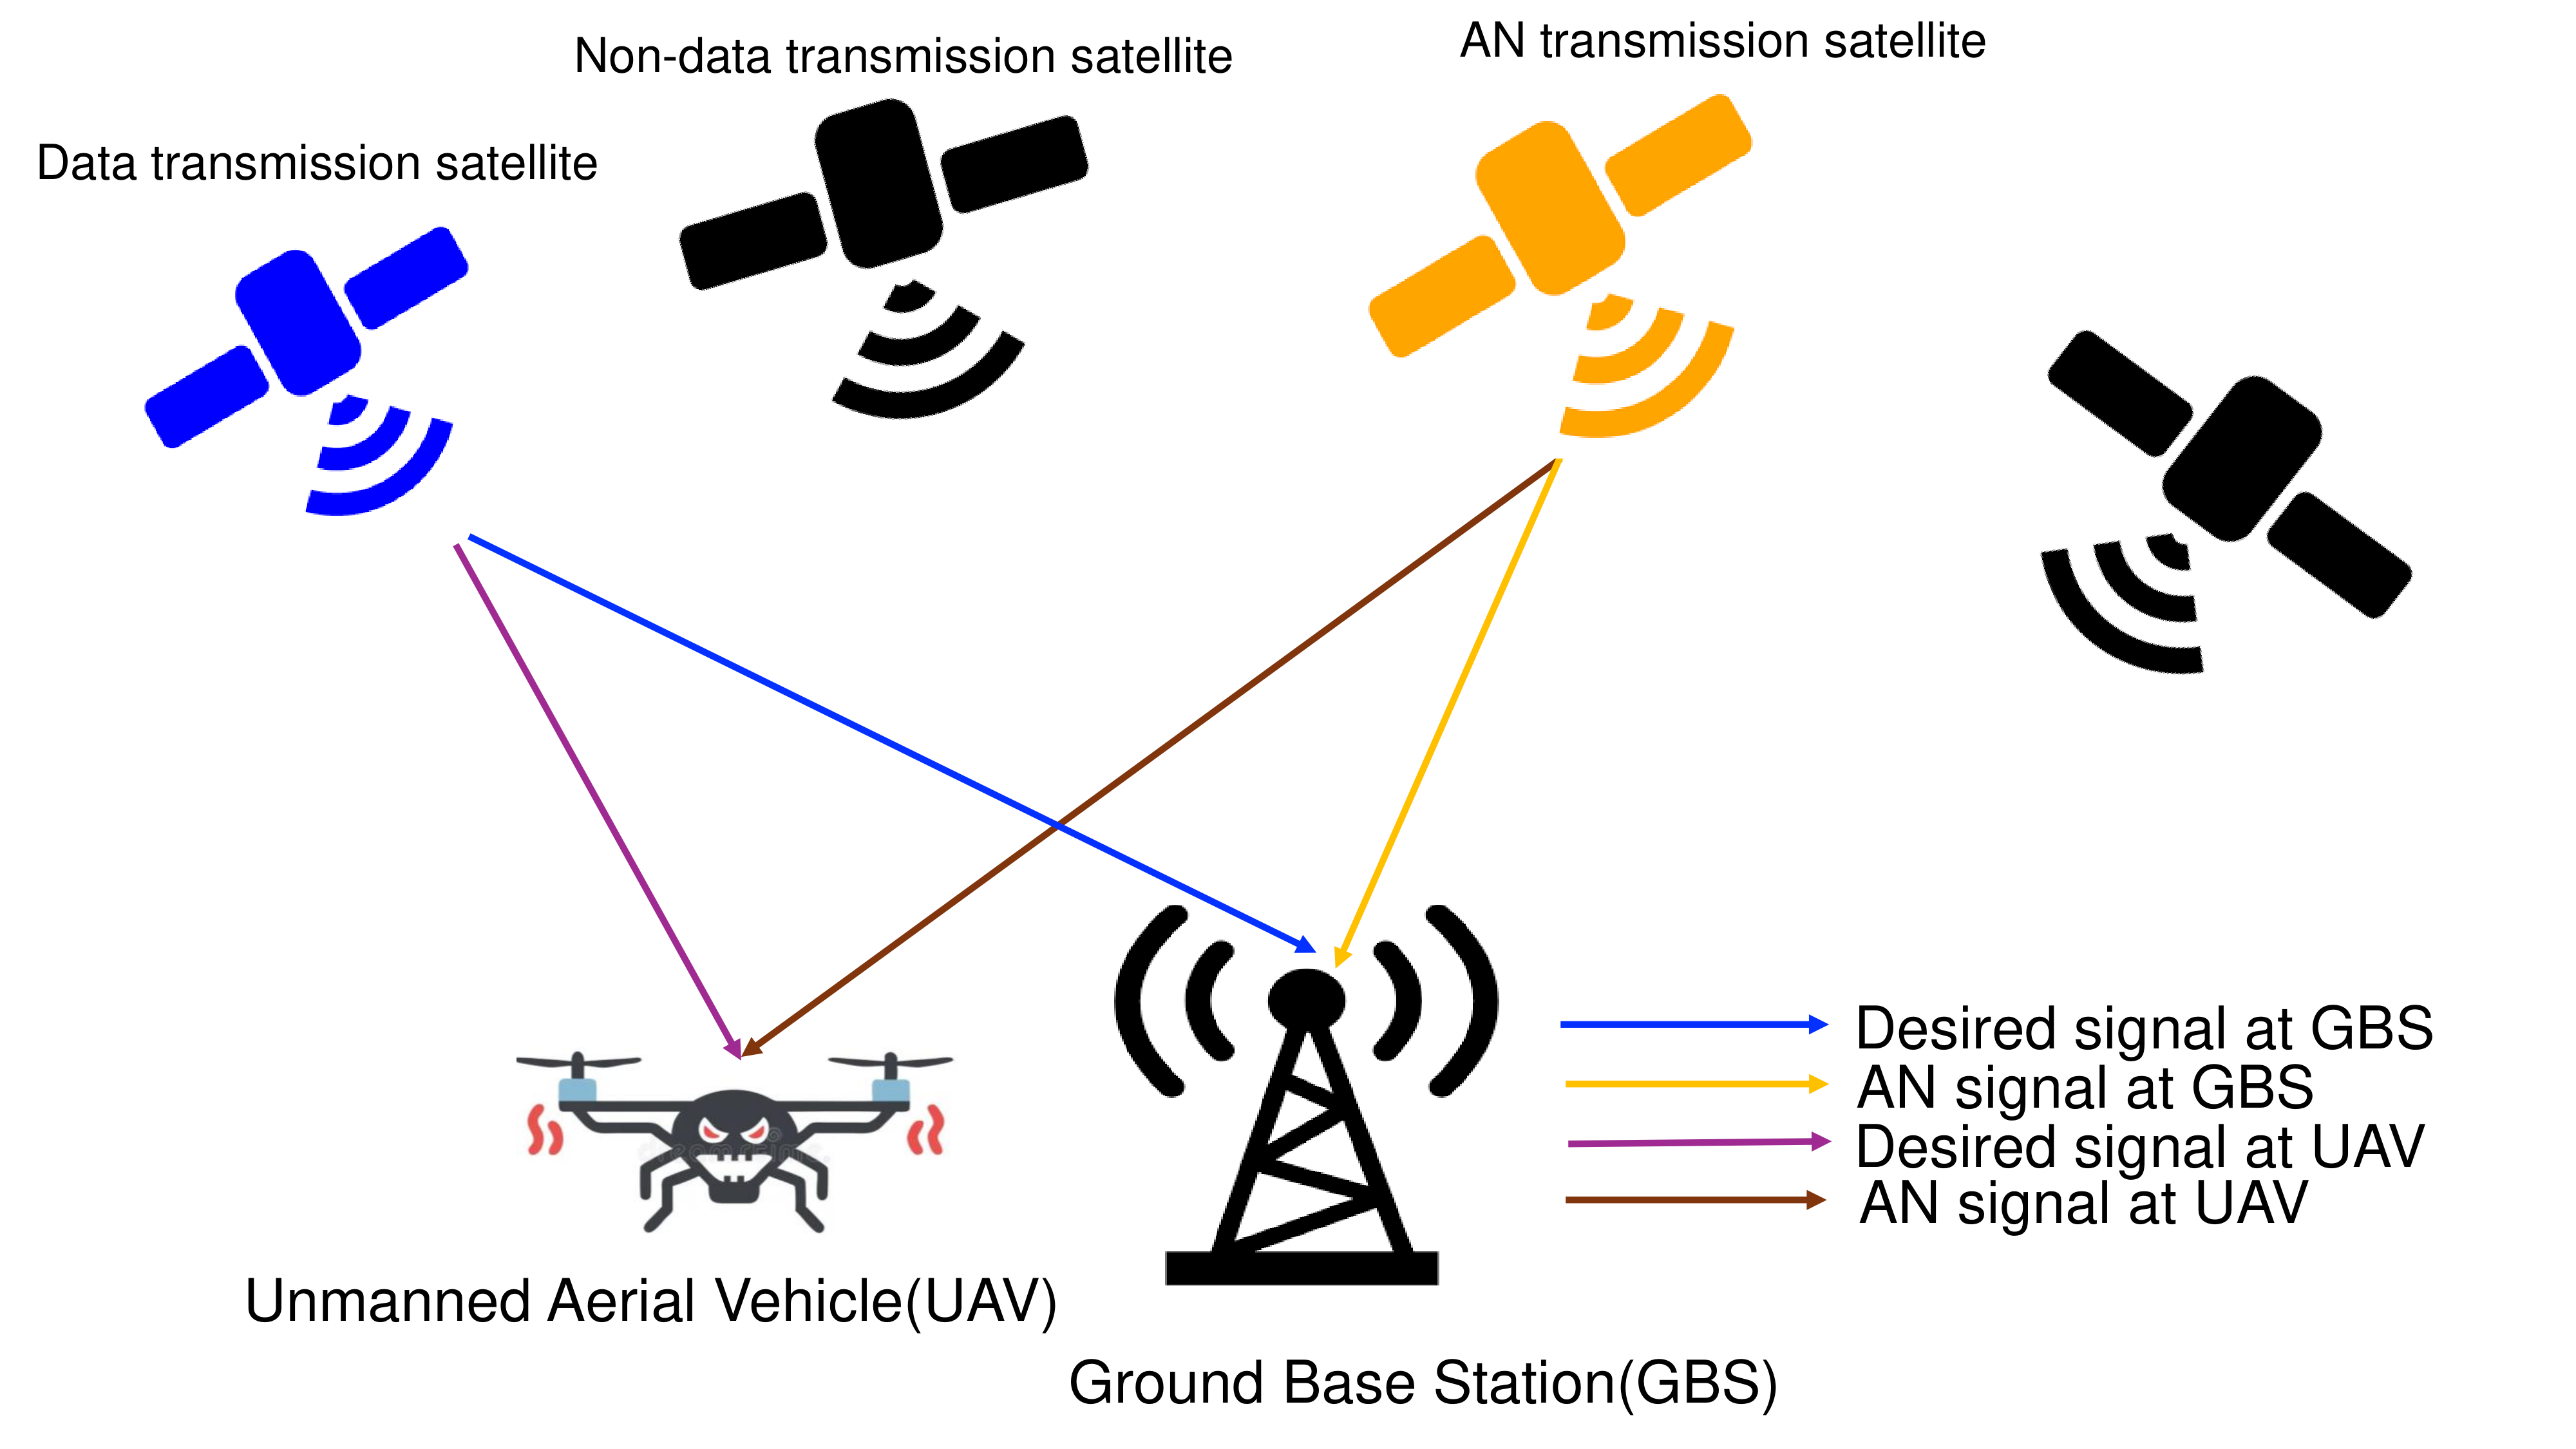 Non-data transmission satellite
AN transmission satellite
Data transmission satellite
Desired signal at GBS
AN signal at GBS
Desired signal at UAV
AN signal at UAV
Unmanned Aerial Vehicle(UAV)
Ground Base Station(GBS)